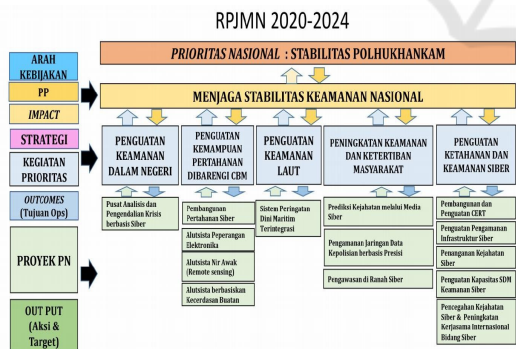 RPJMN 2020-2024
PRIORITAS NASIONAL : STABILITAS POLHUKHANKAM
MENJAGA STABILITAS KEAMANAN NASIONAL
ARAH
KEBIJAKAN
PP
IMPACT
STRATEGI
KEGIATAN
PRIORITAS
OUTCOMES
(Tujuan Ops)
PROYEK PN
OUT PUT
(Aksi &
Target)
PENGUATAN
KEAMANAN
DALAM NEGERI
Pusat Analisis dan
Pengendalian Krisis
berbasis Siber
PENGUATAN
KEMAMPUAN
PERTAHANAN
DIBARENGI CBM
Pembangunan
Pertahanan Siber
Alutsista Peperangan
Elektronika
Alutsista Nir Awak
(Remote sensing)
Alutsista berbasiskan
Kecerdasan Buatan
PENGUATAN
KEAMANAN
LAUT
Sistem Peringatan
Dini Maritim
Terintegrasi
PENINGKATAN KEAMANAN
DAN KETERTIBAN
MASYARAKAT
Prediksi Kejahatan melalui Media
Siber
Pengamanan Jaringan Data
Kepolisian berbasis Presisi
Pengawasan di Ranah Siber
PENGUATAN
KETAHANAN DAN
KEAMANAN SIBER
Pembangunan dan
Penguatan CERT
Penguatan Pengamanan
Infrastruktur Siber
Penanganan Kejahatan
Siber
Penguatan Kapasitas SDM
Keamanan Siber
Pencegahan Kejahatan
Siber & Peningkatan
Kerjasama Internasional
Bidang Siber